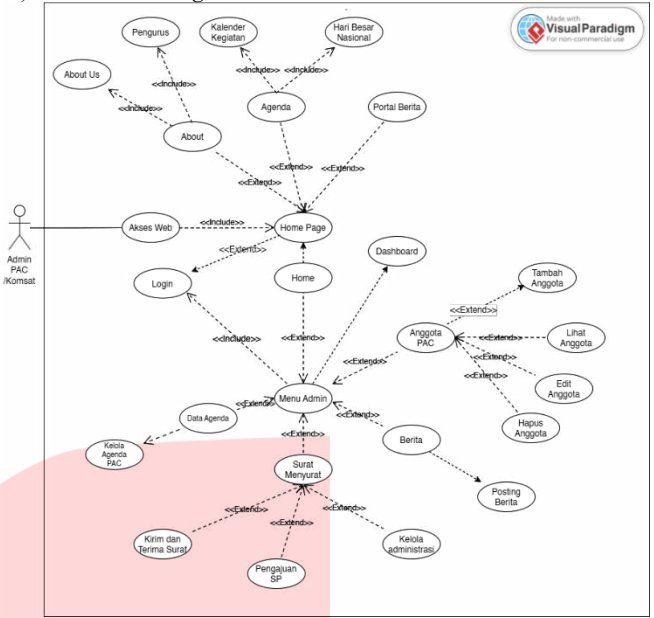 Made with
Visual Paradigm
For non-commercial use
Pengurus
Kalender
Kegiatan
Hari Besar
Nasional
About Us
<<Include>>
<<Include>>
<<Include>>
<<Include>>
Agenda
Portal Berita
About
<<Extend>>
<<Extend>>
<<Extend>>
Admin
PAC
/Komsat
Akses Web
<<Include>>
Home Page
<<Extend>>
Dashboard
Login
Home
Tambah
Anggota
<<Extend>>
<<Include>>
<<Extend>>
Anggota
PAC
<<Extend>>
Lihat
Anggota
<<Extend>>
<<Extend>>
<<Extend>>
Edit
Anggota
Menu Admin
<<Extend>>
<<Extend>>
Data Agenda
Hapus
Anggota
<<Extend>>
Berita
Kelola
Agenda
PAC
Surat
Menyurat
Posting
Berita
<<Extend>>
<<Extend>>
<<Extend>>
Kirim dan
Terima Surat
Kelola
administrasi
Pengajuan
SP